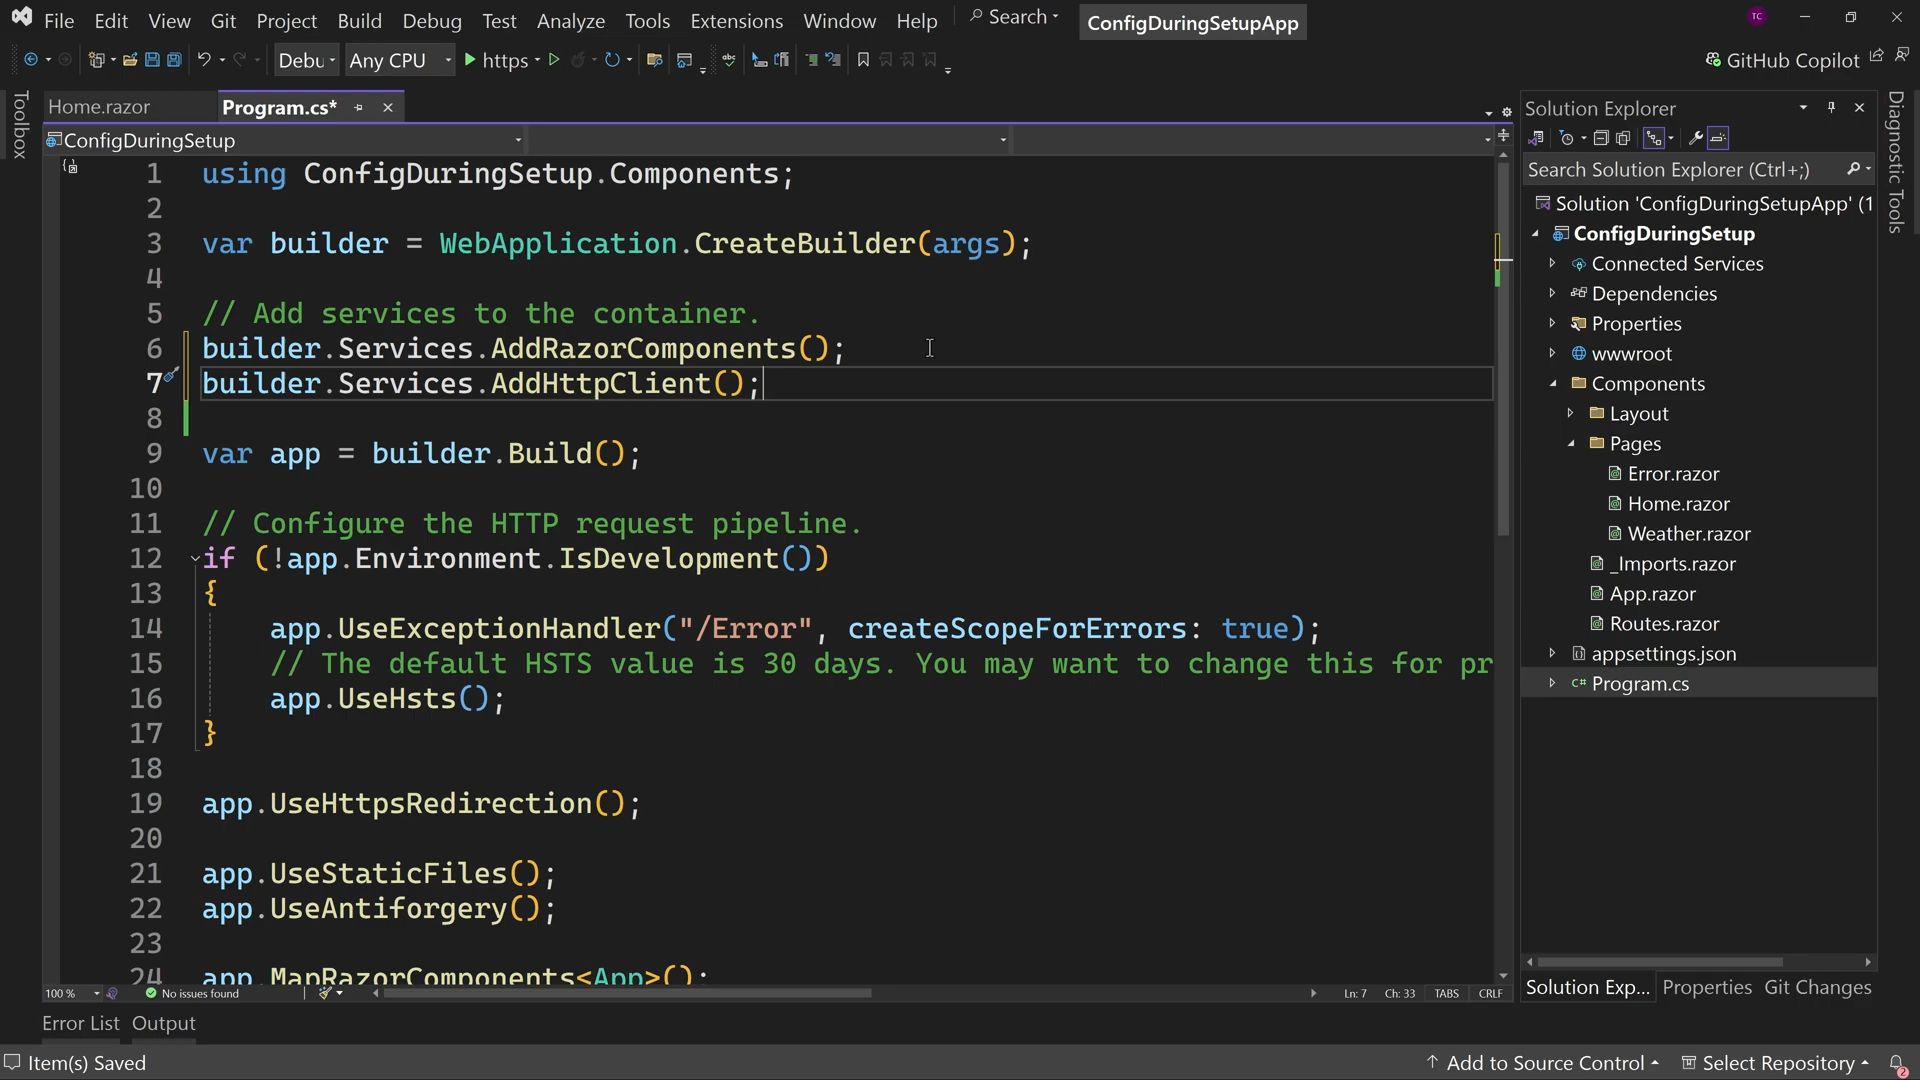 File Edit View Git Project Build Debug Test Analyze Tools Extensions Window Help Search ConfigDuringSetupApp TC
Debu Any CPU https abc GitHub Copilot
Toolbox
Home.razor Program.cs*
ConfigDuringSetup
1 using ConfigDuringSetup.Components;
2
3 var builder = WebApplication.CreateBuilder(args);
4
5 // Add services to the container.
6 builder.Services.AddRazorComponents();
7 builder.Services.AddHttpClient();
8
9 var app = builder.Build();
10
11 // Configure the HTTP request pipeline.
12 if (!app.Environment.IsDevelopment())
13 {
14 app.UseExceptionHandler("/Error", createScopeForErrors: true);
15 // The default HSTS value is 30 days. You may want to change this for pr
16 app.UseHsts();
17 }
18
19 app.UseHttpsRedirection();
20
21 app.UseStaticFiles();
22 app.UseAntiforgery();
23
24 app.MapRazorComponents<App>();
100 % No issues found Ln: 7 Ch: 33 TABS CRLF
Solution Explorer
Search Solution Explorer (Ctrl+;)
Solution 'ConfigDuringSetupApp' (1
ConfigDuringSetup
Connected Services
Dependencies
Properties
wwwroot
Components
Layout
Pages
Error.razor
Home.razor
Weather.razor
_Imports.razor
App.razor
Routes.razor
appsettings.json
C# Program.cs
Solution Exp... Properties Git Changes
Diagnostic Tools
Error List Output
Item(s) Saved Add to Source Control Select Repository 2